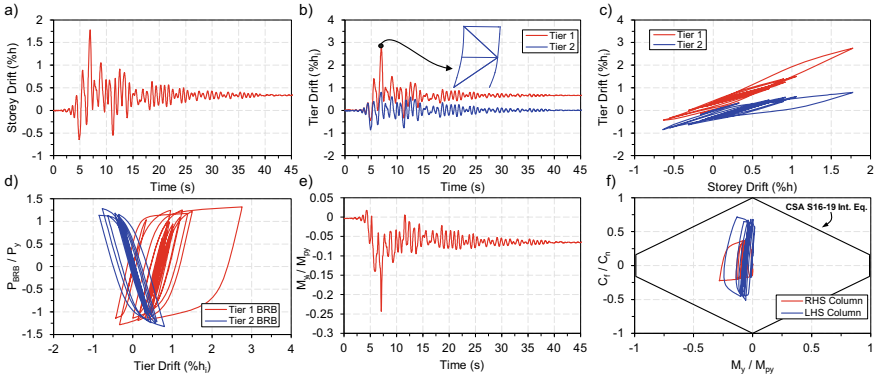 a)
2
1.5
1
0.5
0
-0.5
-1
Storey Drift (%h)
0 5 10 15 20 25 30 35 40 45
Time (s)
b)
4
3
2
1
0
-1
-2
Tier Drift (%hi)
Tier 1
Tier 2
0 5 10 15 20 25 30 35 40 45
Time (s)
c)
4
3
2
1
0
-1
-2
Tier Drift (%hi)
Tier 1
Tier 2
-1 -0.5 0 0.5 1 1.5 2
Storey Drift (%h)
d)
1.5
1
0.5
0
-0.5
-1
-1.5
PBRB / Py
Tier 1 BRB
Tier 2 BRB
-2 -1 0 1 2 3 4
Tier Drift (%hi)
e)
0.05
0
-0.05
-0.1
-0.15
-0.2
-0.25
-0.3
My / Mpy
0 5 10 15 20 25 30 35 40 45
Time (s)
f)
1
0.5
0
-0.5
-1
Cf / Cn
CSA S16-19 Int. Eq.
RHS Column
LHS Column
-1 -0.5 0 0.5 1
My / Mpy